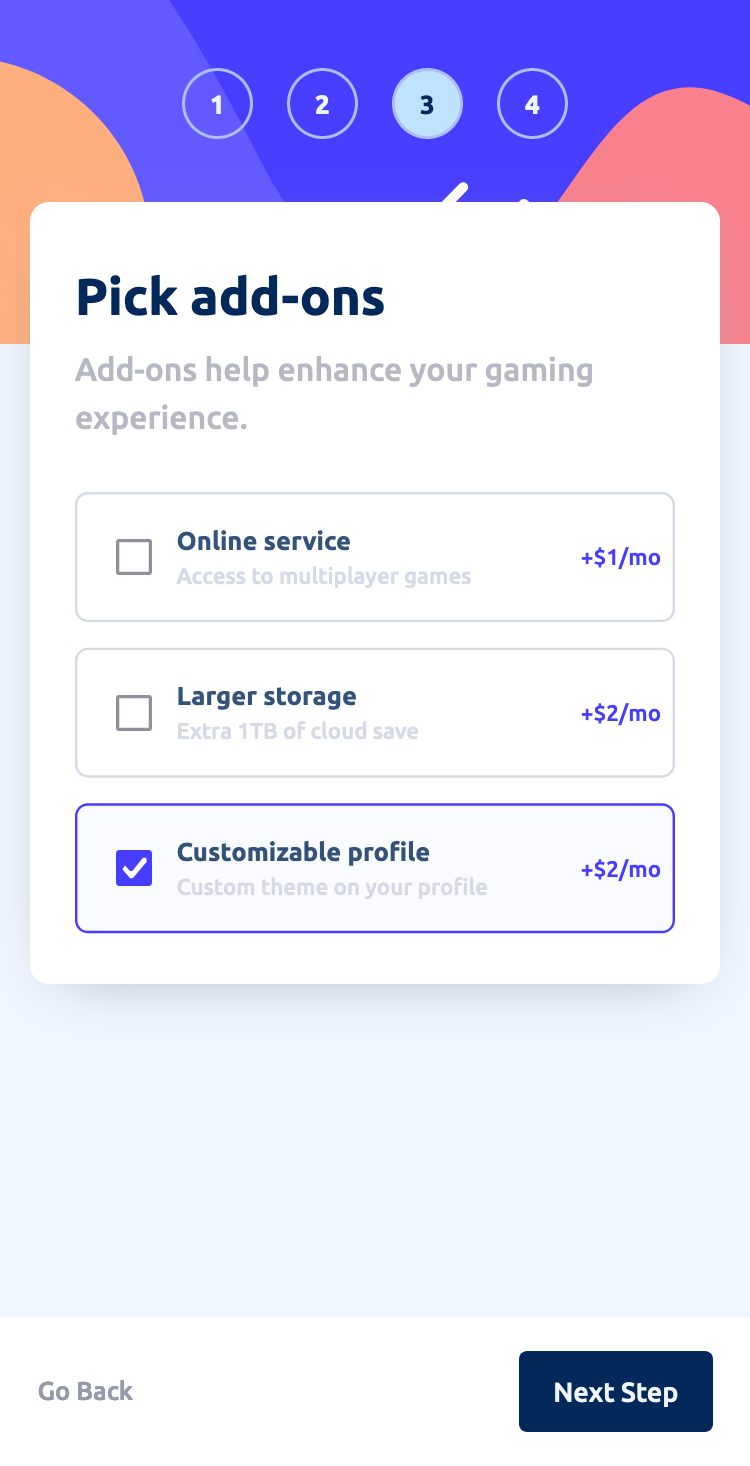 1 2 3 4
Pick add-ons
Add-ons help enhance your gaming
experience.
Online service
Access to multiplayer games
+$1/mo
Larger storage
Extra 1TB of cloud save
+$2/mo
Customizable profile
Custom theme on your profile
+$2/mo
Go Back
Next Step